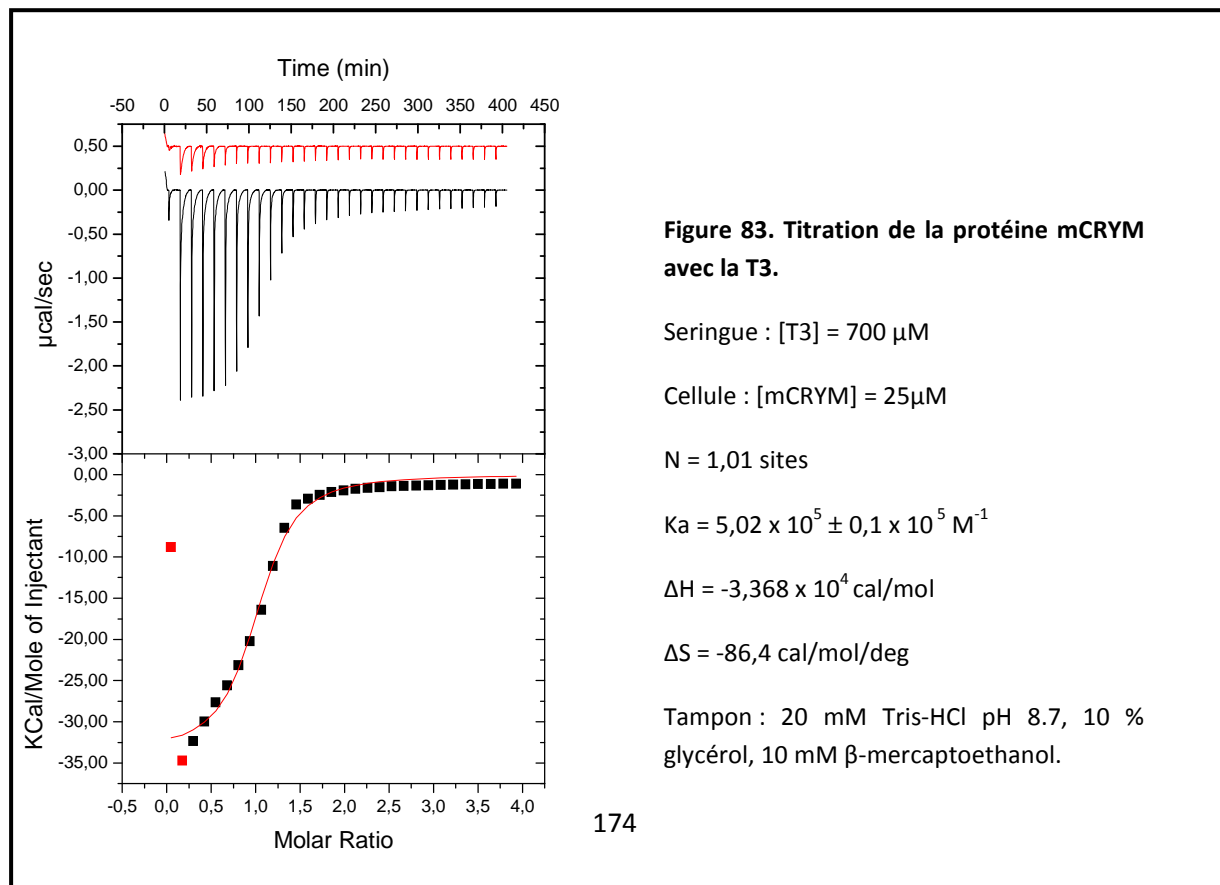 Time (min)
-50 0 50 100 150 200 250 300 350 400 450
0,50
0,00
-0,50
-1,00
-1,50
-2,00
-2,50
-3,00
µcal/sec
0,00
-5,00
-10,00
-15,00
-20,00
-25,00
-30,00
-35,00
KCal/Mole of Injectant
-0,5 0,0 0,5 1,0 1,5 2,0 2,5 3,0 3,5 4,0
Molar Ratio
Figure 83. Titration de la protéine mCRYM
avec la T3.
Seringue : [T3] = 700 µM
Cellule : [mCRYM] = 25µM
N = 1,01 sites
Ka = 5,02 x 10^5 ± 0,1 x 10^5 M^-1
ΔH = -3,368 x 10^4 cal/mol
ΔS = -86,4 cal/mol/deg
Tampon : 20 mM Tris-HCl pH 8.7, 10 %
glycérol, 10 mM β-mercaptoethanol.
174